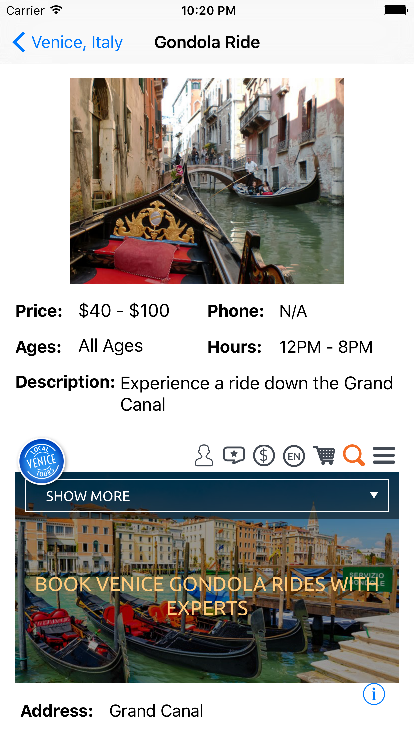 Carrier 10:20 PM
Venice, Italy Gondola Ride
Price: $40 - $100 Phone: N/A
Ages: All Ages Hours: 12PM - 8PM
Description: Experience a ride down the Grand
Canal
LOCAL
VENICE
TOURS
$ EN
SHOW MORE
SERVIZIO
GONDOLE
BOOK VENICE GONDOLA RIDES WITH
EXPERTS
i
Address: Grand Canal